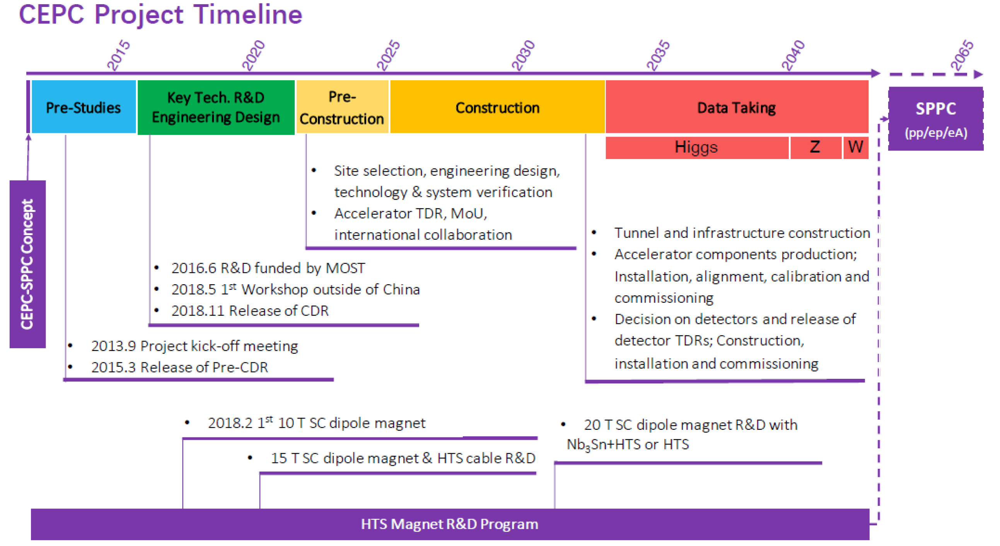 CEPC Project Timeline
2015
2020
2025
2030
2035
2040
2065
Pre-Studies
Key Tech. R&D
Engineering Design
Pre-
Construction
Construction
Data Taking
Higgs
Z
W
SPPC
(pp/ep/eA)
CEPC-SPPC Concept
• Site selection, engineering design,
technology & system verification
• Accelerator TDR, MoU,
international collaboration
• Tunnel and infrastructure construction
• Accelerator components production;
Installation, alignment, calibration and
commissioning
• Decision on detectors and release of
detector TDRs; Construction,
installation and commissioning
• 2016.6 R&D funded by MOST
• 2018.5 1st Workshop outside of China
• 2018.11 Release of CDR
• 2013.9 Project kick-off meeting
• 2015.3 Release of Pre-CDR
• 2018.2 1st 10 T SC dipole magnet
• 15 T SC dipole magnet & HTS cable R&D
• 20 T SC dipole magnet R&D with
Nb3Sn+HTS or HTS
HTS Magnet R&D Program